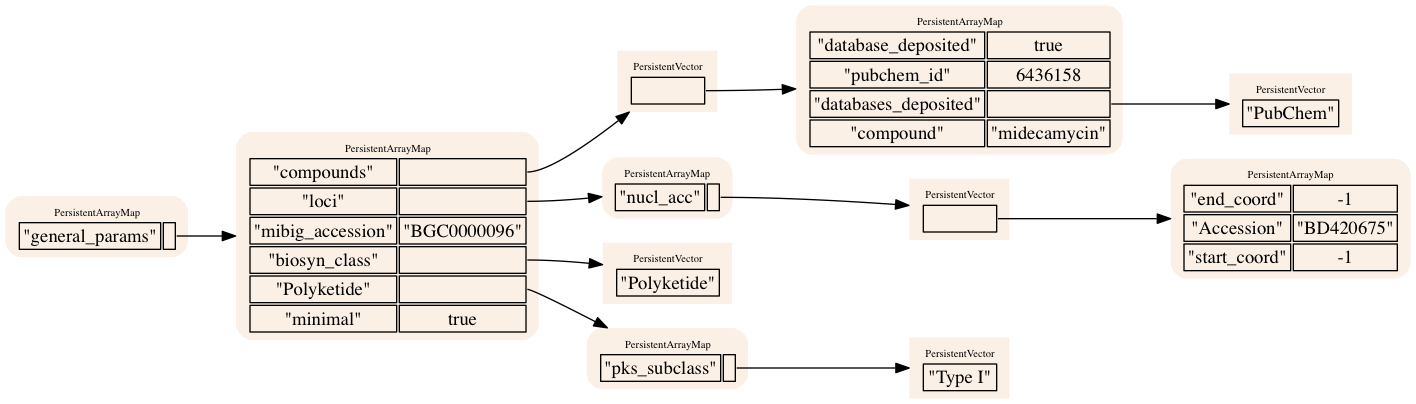 PersistentArrayMap
"general_params"
PersistentArrayMap
"compounds"
"loci"
"mibig_accession" "BGC0000096"
"biosyn_class"
"Polyketide"
"minimal" true
PersistentVector
PersistentArrayMap
"database_deposited" true
"pubchem_id" 6436158
"databases_deposited"
"compound" "midecamycin"
PersistentVector
"PubChem"
PersistentArrayMap
"nucl_acc"
PersistentVector
PersistentArrayMap
"end_coord" -1
"Accession" "BD420675"
"start_coord" -1
PersistentVector
"Polyketide"
PersistentArrayMap
"pks_subclass"
PersistentVector
"Type I"